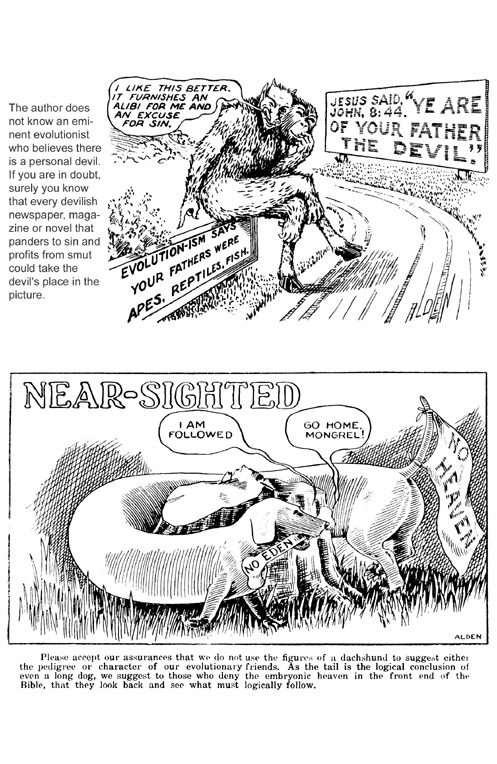 The author does
not know an emi-
nent evolutionist
who believes there
is a personal devil.
If you are in doubt,
surely you know
that every devilish
newspaper, maga-
zine or novel that
panders to sin and
profits from smut
could take the
devil's place in the
picture.
I LIKE THIS BETTER.
IT FURNISHES AN
ALIBI FOR ME AND
AN EXCUSE
FOR SIN.
JESUS SAID, "YE ARE
JOHN, 8:44.
OF YOUR FATHER
THE DEVIL."
EVOLUTION-ISM SAYS
YOUR FATHERS WERE
APES, REPTILES, FISH.
ALDEN
NEAR-SIGHTED
I AM
FOLLOWED
GO HOME,
MONGREL!
NO HEAVEN
NO EDEN
ALDEN
Please accept our assurances that we do not use the figures of a dachshund to suggest either
the pedigree or character of our evolutionary friends. As the tail is the logical conclusion of
even a long dog, we suggest to those who deny the embryonic heaven in the front end of the
Bible, that they look back and see what must logically follow.